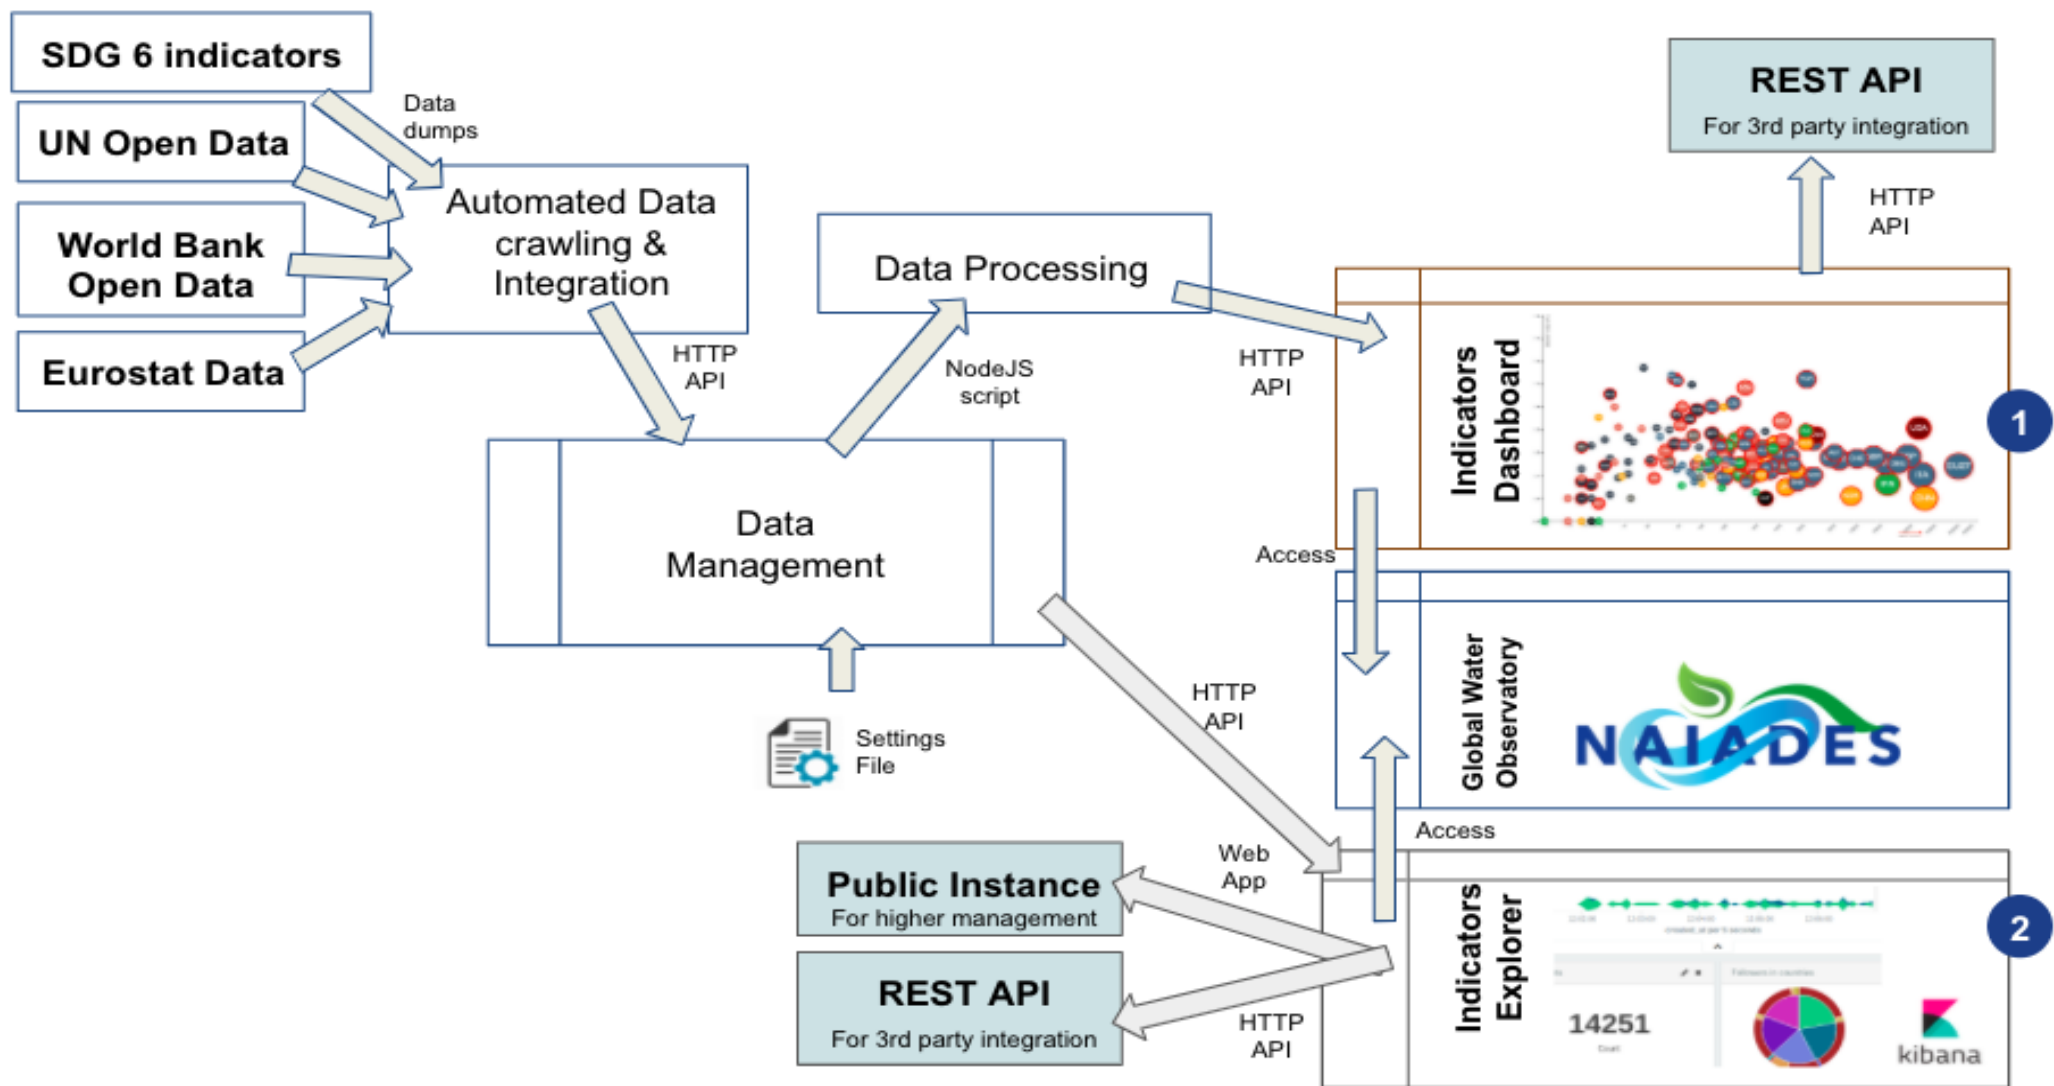 SDG 6 indicators
UN Open Data
World Bank
Open Data
Eurostat Data
Data
dumps
Automated Data
crawling &
Integration
HTTP
API
Data Processing
NodeJS
script
HTTP
API
REST API
For 3rd party integration
HTTP
API
Indicators
Dashboard
1
Data
Management
Settings
File
HTTP
API
Access
Global Water
Observatory
NAIADES
Access
Web
App
Public Instance
For higher management
REST API
For 3rd party integration
HTTP
API
Indicators
Explorer
2
14251
Count
kibana